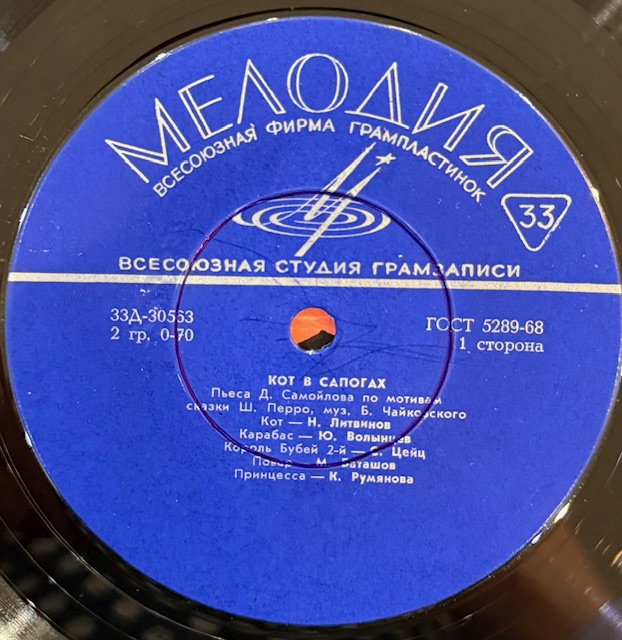 МЕЛОДИЯ
ВСЕСОЮЗНАЯ ФИРМА ГРАМПЛАСТИНОК
33
ВСЕСОЮЗНАЯ СТУДИЯ ГРАМЗАПИСИ
33Д-30563
2 гр. 0-70
ГОСТ 5289-68
1 сторона
КОТ В САПОГАХ
Пьеса Д. Самойлова по мотивам
сказки Ш. Перро, муз. Б. Чайковского
Кот — Н. Литвинов
Карабас — Ю. Волынцев
Король Бубей 2-й — Цейц
Повар — М. Баташов
Принцесса — К. Румянова